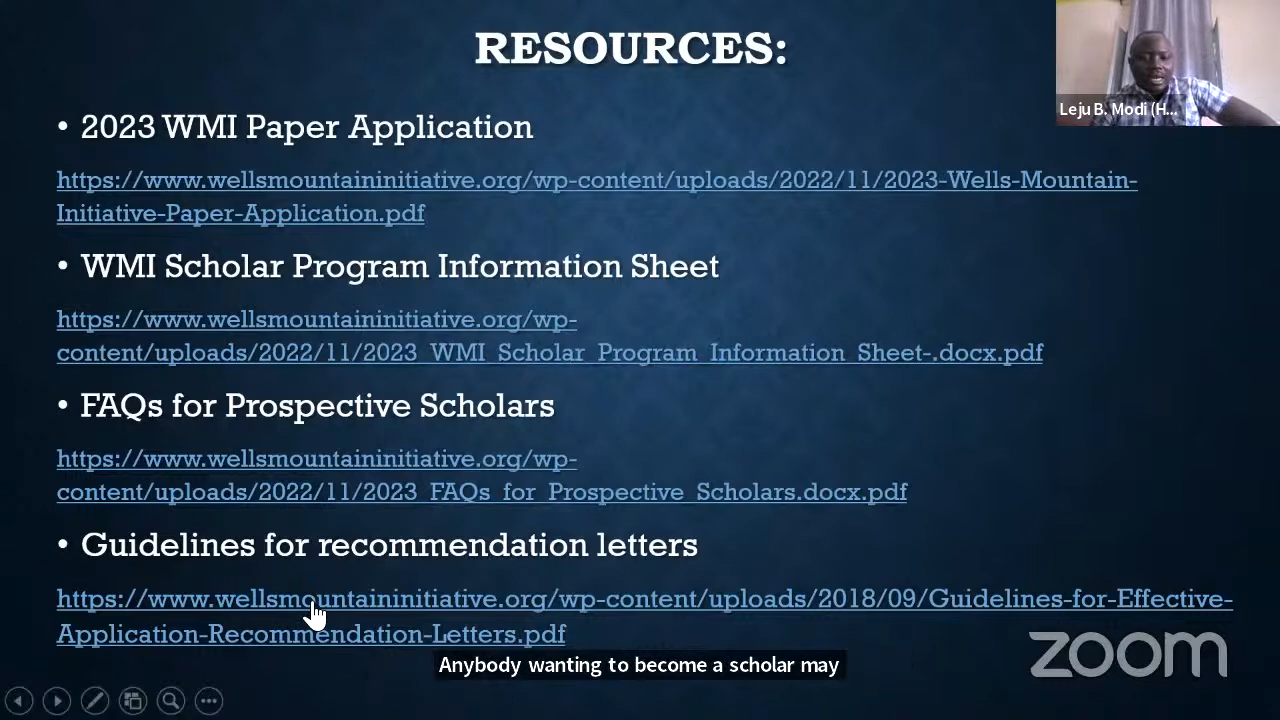 RESOURCES:
Leju B. Modi (H...
• 2023 WMI Paper Application
https://www.wellsmountaininitiative.org/wp-content/uploads/2022/11/2023-Wells-Mountain-
Initiative-Paper-Application.pdf
• WMI Scholar Program Information Sheet
https://www.wellsmountaininitiative.org/wp-
content/uploads/2022/11/2023_WMI_Scholar_Program_Information_Sheet-.docx.pdf
• FAQs for Prospective Scholars
https://www.wellsmountaininitiative.org/wp-
content/uploads/2022/11/2023_FAQs_for_Prospective_Scholars.docx.pdf
• Guidelines for recommendation letters
https://www.wellsmountaininitiative.org/wp-content/uploads/2018/09/Guidelines-for-Effective-
Application-Recommendation-Letters.pdf
Anybody wanting to become a scholar may
zoom